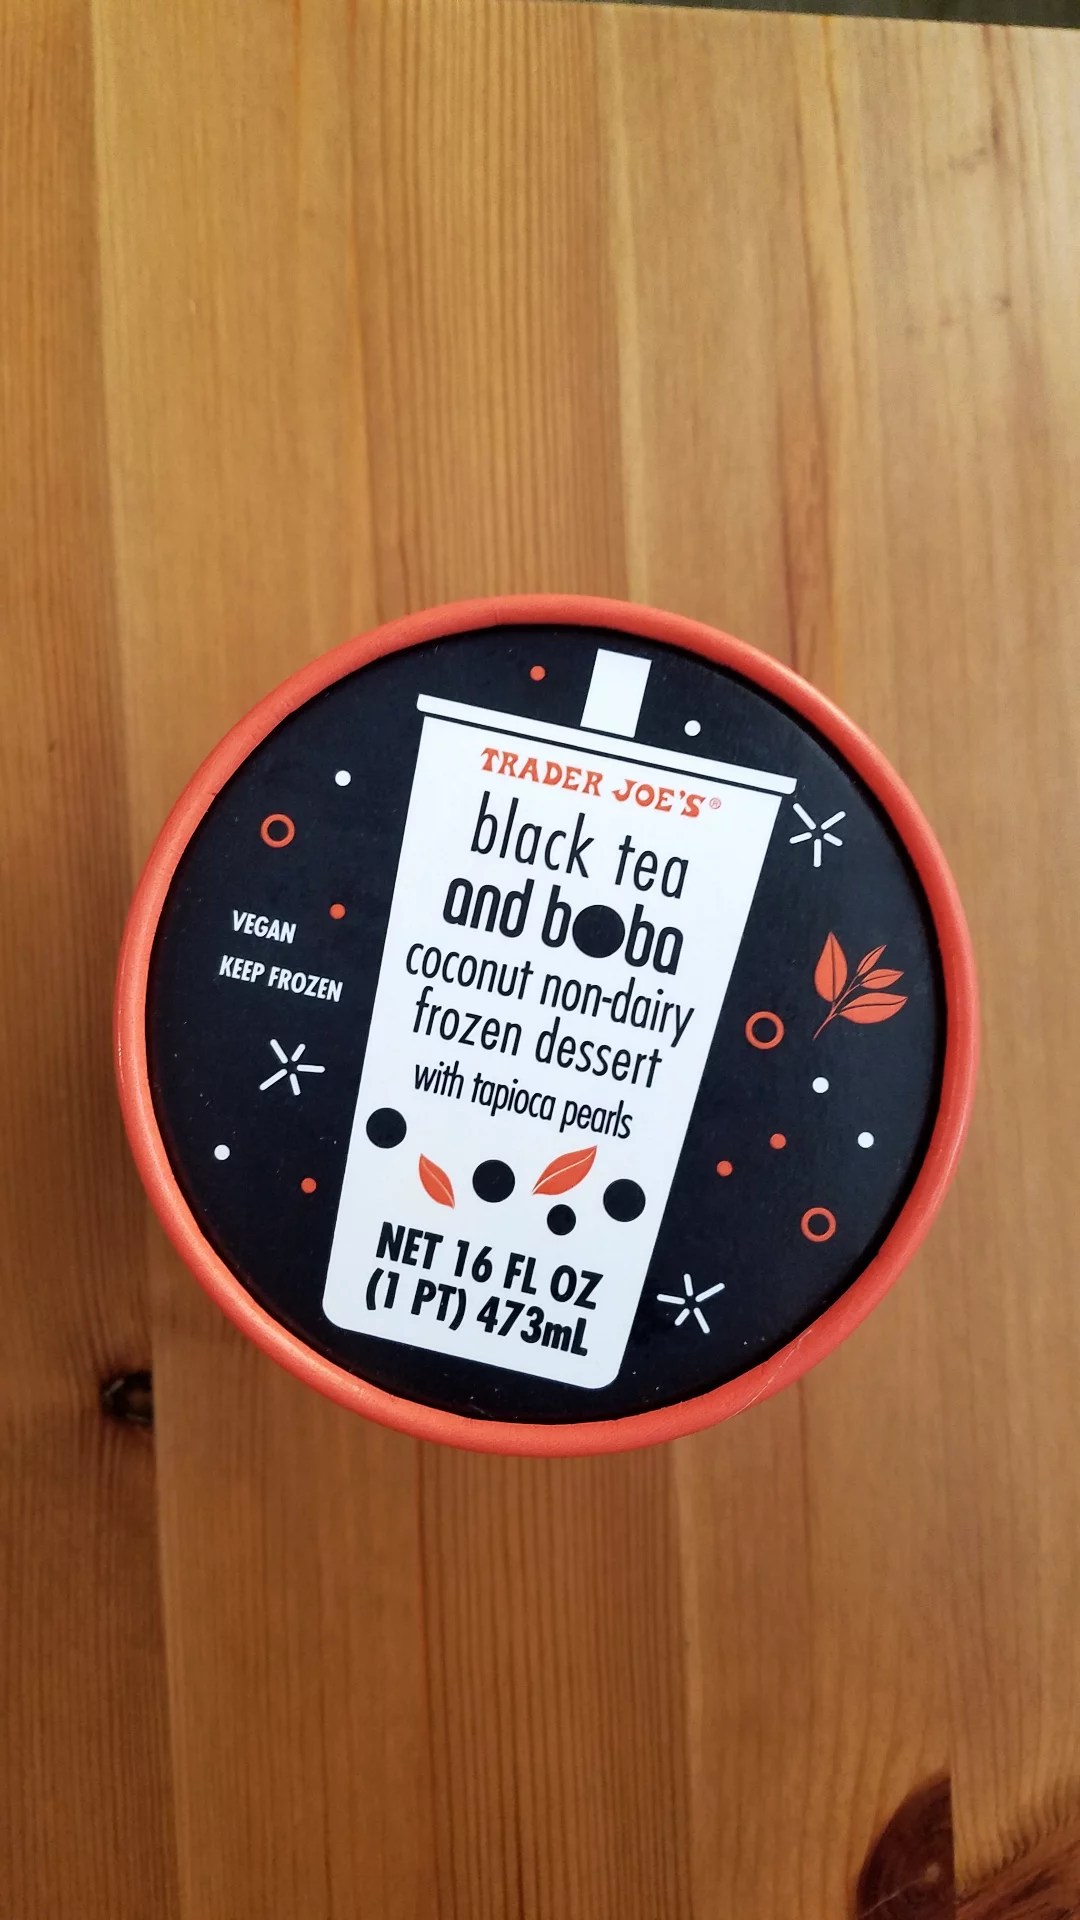 TRADER JOE'S®
black tea
and boba
coconut non-dairy
frozen dessert
with tapioca pearls
NET 16 FL OZ
(1 PT) 473mL
VEGAN
KEEP FROZEN